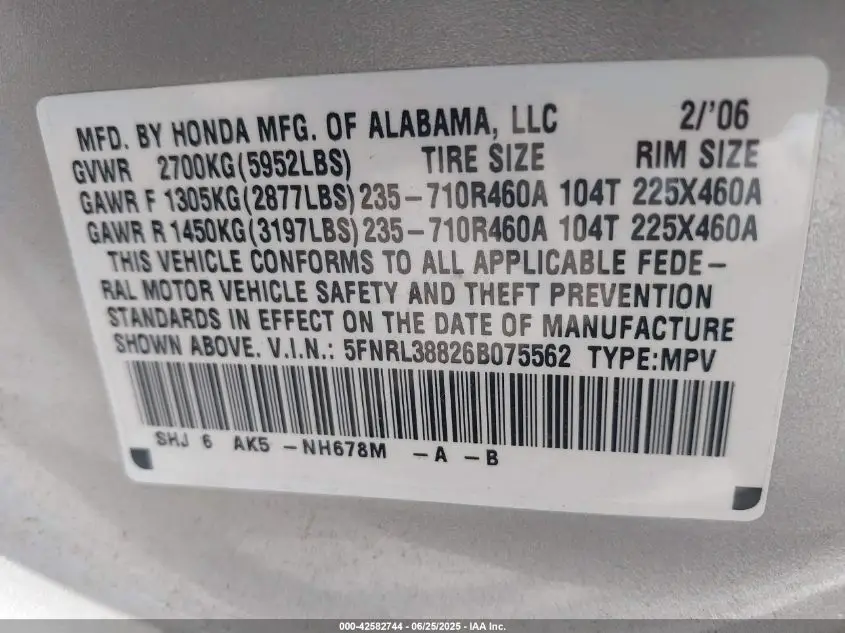 MFD. BY HONDA MFG. OF ALABAMA, LLC 2/'06
GVWR 2700KG(5952LBS) TIRE SIZE RIM SIZE
GAWR F 1305KG(2877LBS) 235-710R460A 104T 225X460A
GAWR R 1450KG(3197LBS) 235-710R460A 104T 225X460A
THIS VEHICLE CONFORMS TO ALL APPLICABLE FEDE-
RAL MOTOR VEHICLE SAFETY AND THEFT PREVENTION
STANDARDS IN EFFECT ON THE DATE OF MANUFACTURE
SHOWN ABOVE. V.I.N.: 5FNRL38826B075562 TYPE:MPV
SHJ 6 AK5 -NH678M -A -B
000-42582744 - 06/25/2025 - IAA Inc.